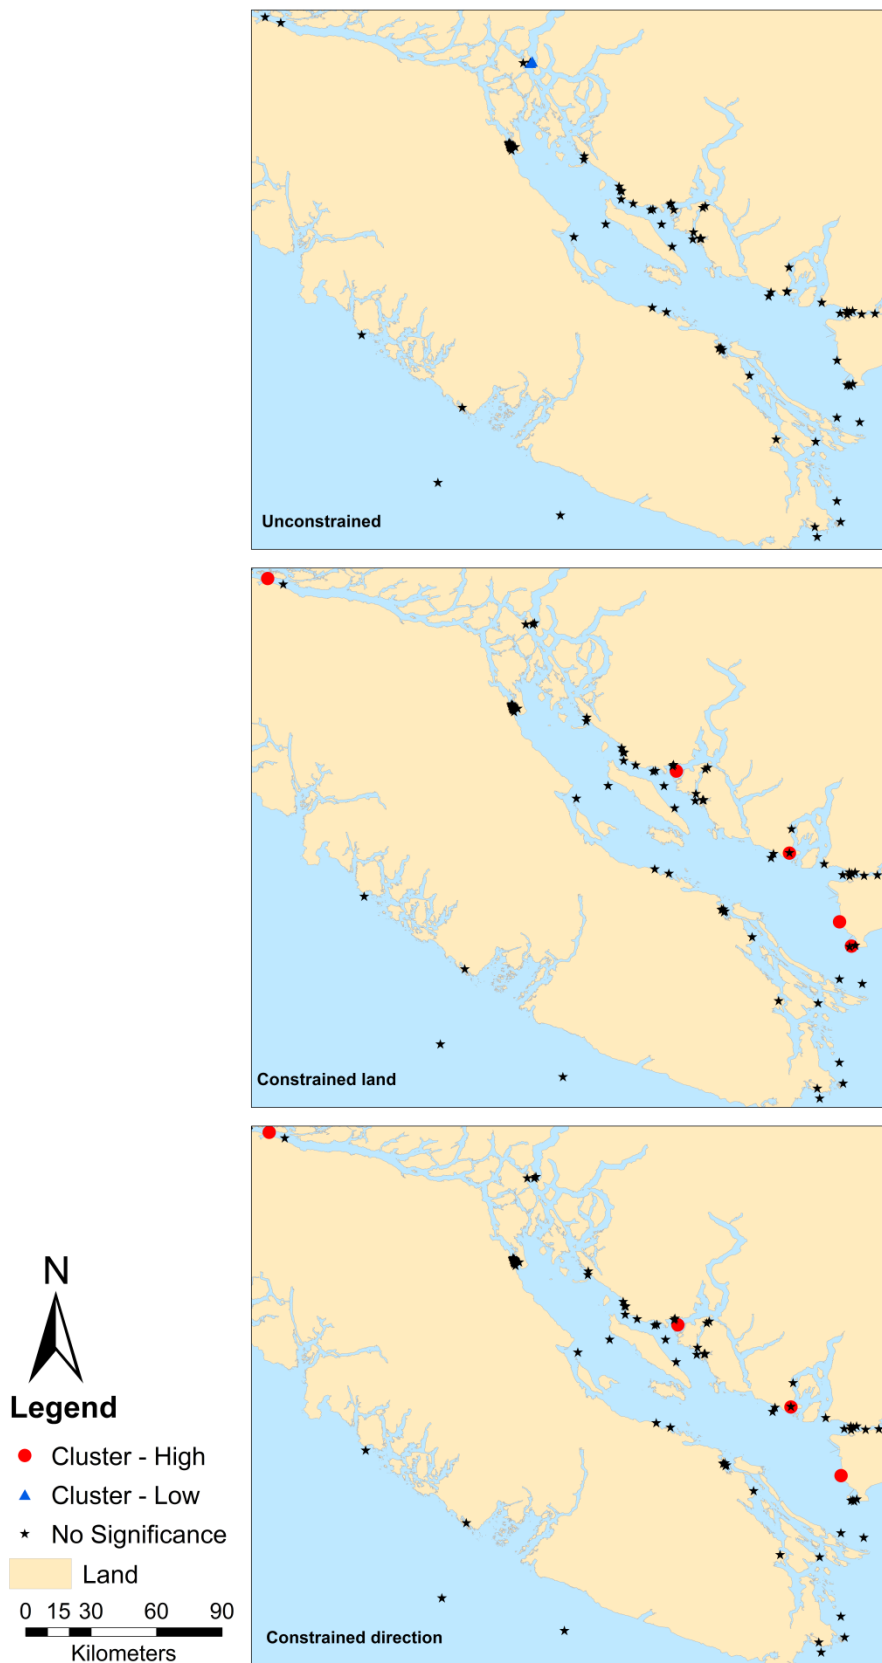 Unconstrained
Constrained land
Constrained direction
N
Legend
Cluster - High
Cluster - Low
No Significance
Land
0 15 30 60 90
Kilometers